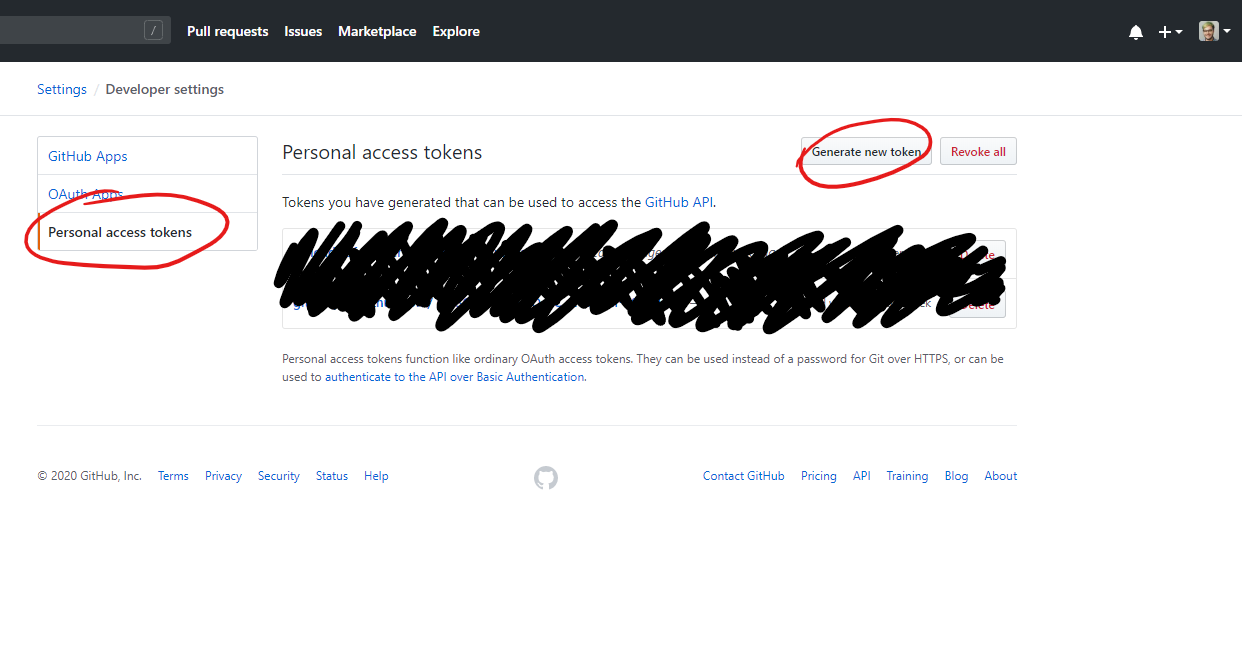 / Pull requests Issues Marketplace Explore
Settings / Developer settings
GitHub Apps
OAuth Apps
Personal access tokens
Personal access tokens
Generate new token
Revoke all
Tokens you have generated that can be used to access the GitHub API.
Personal access tokens function like ordinary OAuth access tokens. They can be used instead of a password for Git over HTTPS, or can be
used to authenticate to the API over Basic Authentication.
© 2020 GitHub, Inc. Terms Privacy Security Status Help
Contact GitHub Pricing API Training Blog About